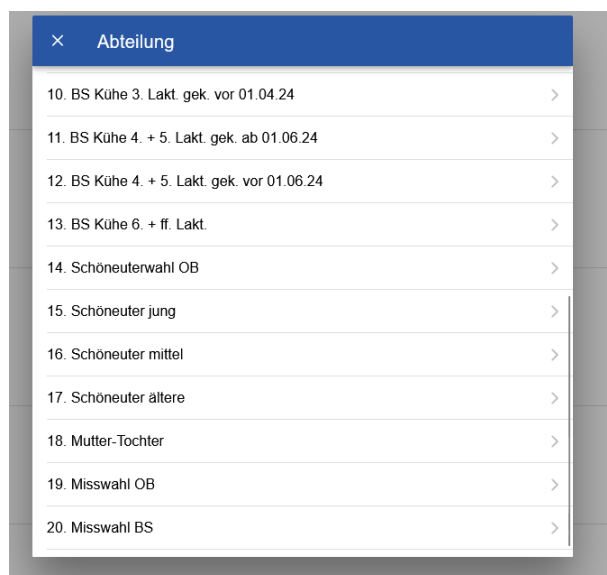 × Abteilung
10. BS Kühe 3. Lakt. gek. vor 01.04.24
11. BS Kühe 4. + 5. Lakt. gek. ab 01.06.24
12. BS Kühe 4. + 5. Lakt. gek. vor 01.06.24
13. BS Kühe 6. + ff. Lakt.
14. Schöneuterwahl OB
15. Schöneuter jung
16. Schöneuter mittel
17. Schöneuter ältere
18. Mutter-Tochter
19. Misswahl OB
20. Misswahl BS